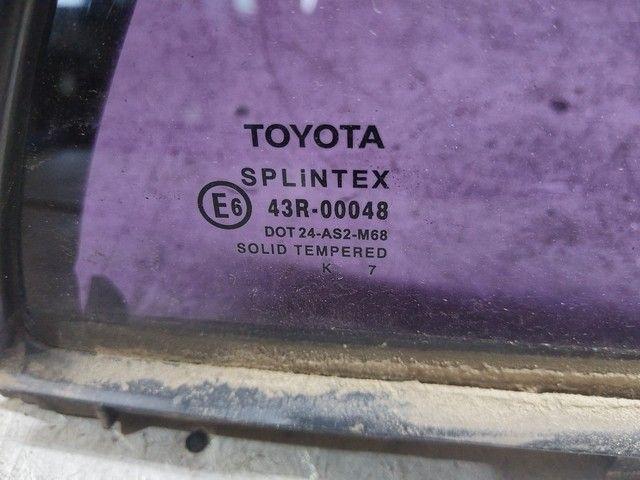 TOYOTA
SPLiNTEX
E6 43R-00048
DOT 24-AS2-M68
SOLID TEMPERED
K 7